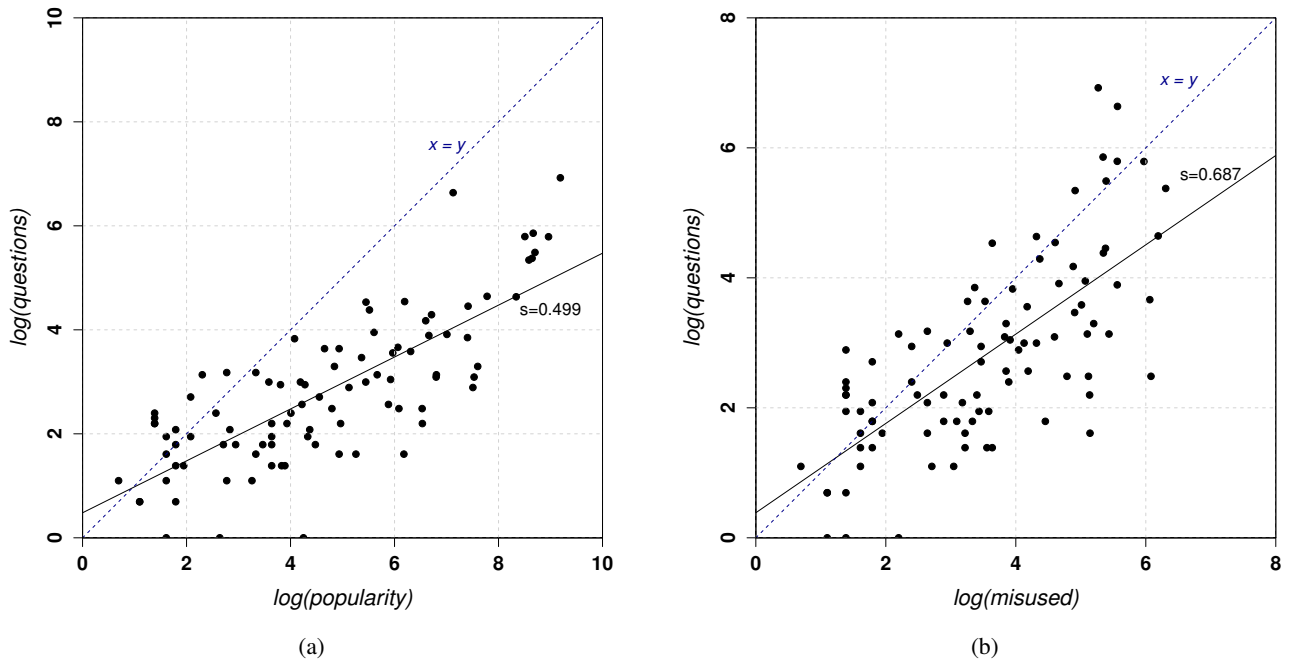 10
8
6
4
2
0
log(questions)
x = y
s=0.499
0 2 4 6 8 10
log(popularity)
(a)
8
6
4
2
0
log(questions)
x = y
s=0.687
0 2 4 6 8
log(misused)
(b)